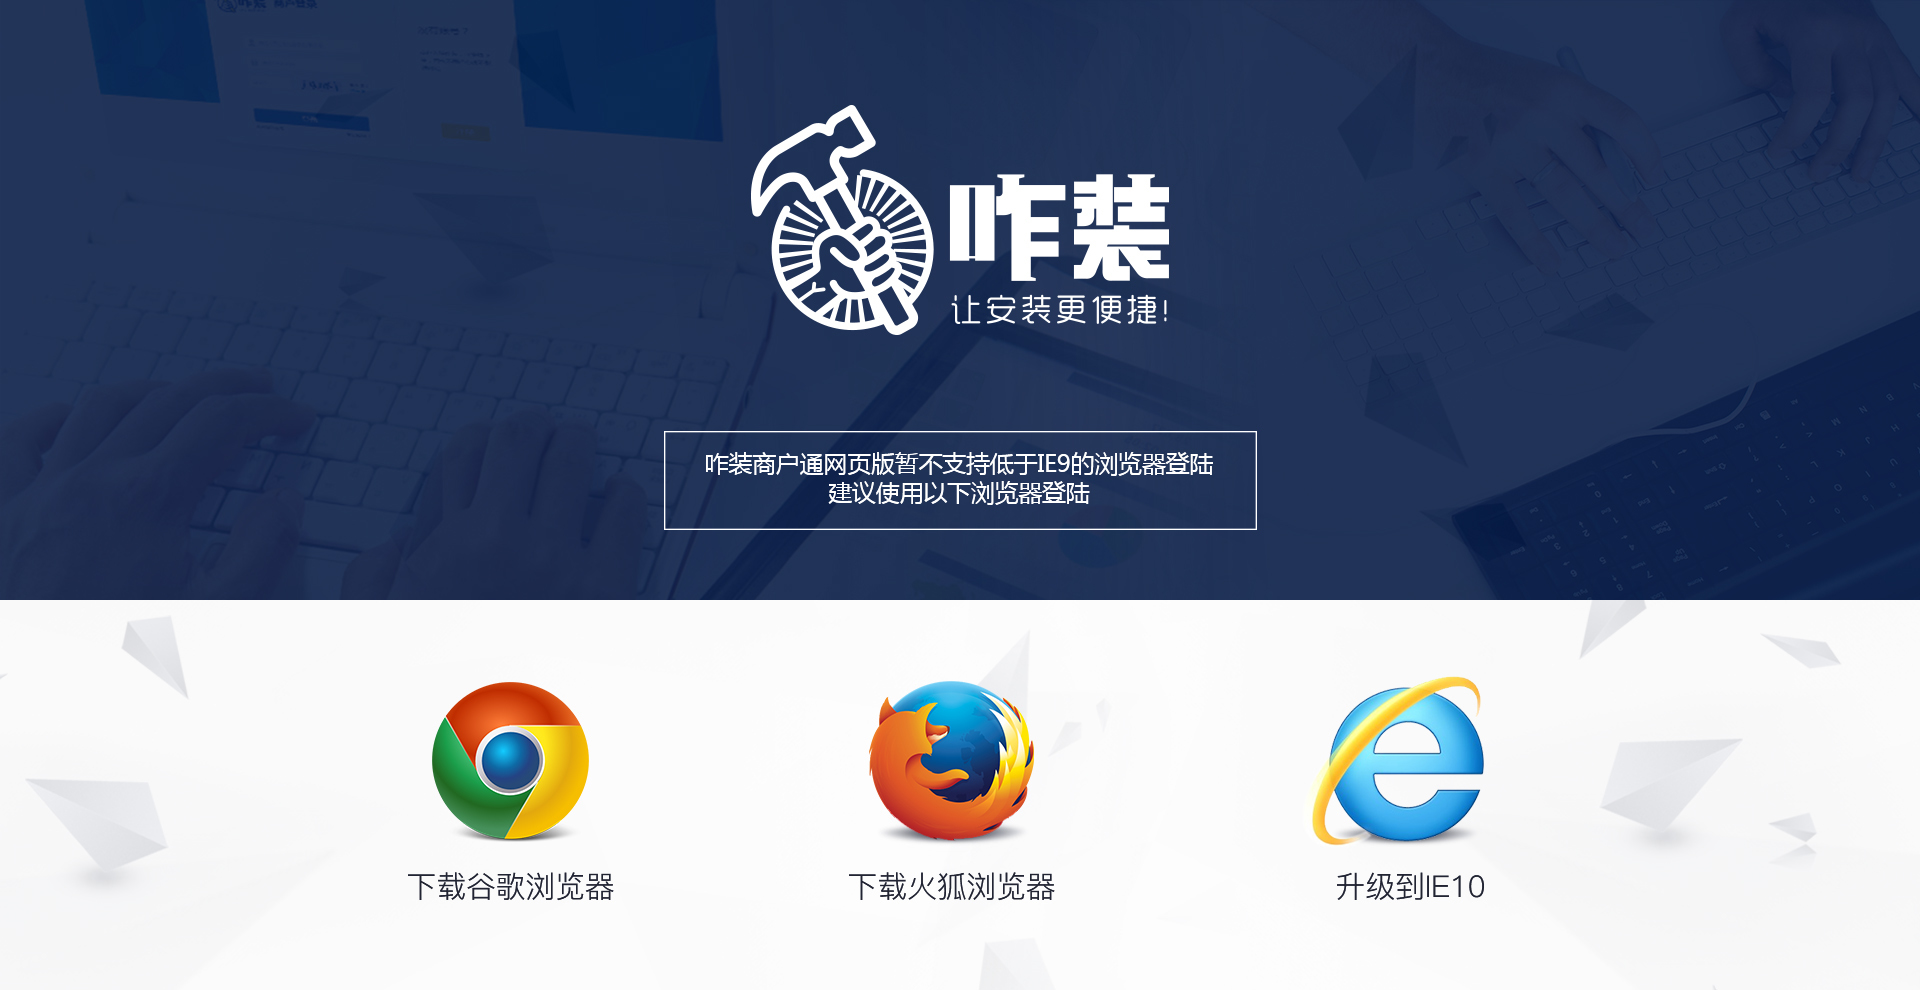 咋装
让安装更便捷!
咋装商户通网页版暂不支持低于IE9的浏览器登陆
建议使用以下浏览器登陆
下载谷歌浏览器
下载火狐浏览器
升级到IE10